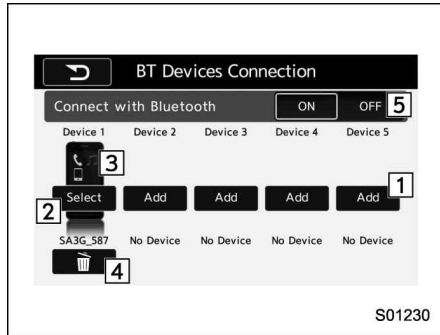 BT Devices Connection
Connect with Bluetooth ON OFF 5
Device 1 Device 2 Device 3 Device 4 Device 5
3
Select Add Add Add Add 1
2
SA3G_587 No Device No Device No Device No Device
4
S01230